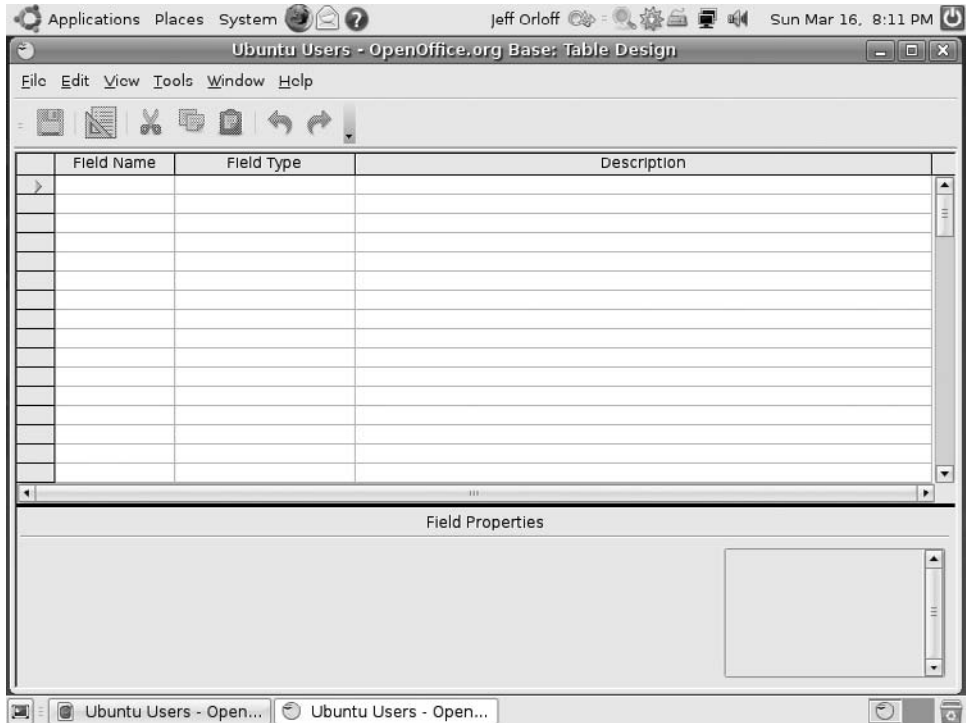 Applications Places System Jeff Orloff Sun Mar 16, 8:11 PM
Ubuntu Users - OpenOffice.org Base: Table Design
File Edit View Tools Window Help
Field Name Field Type Description
Field Properties
Ubuntu Users - Open... Ubuntu Users - Open...